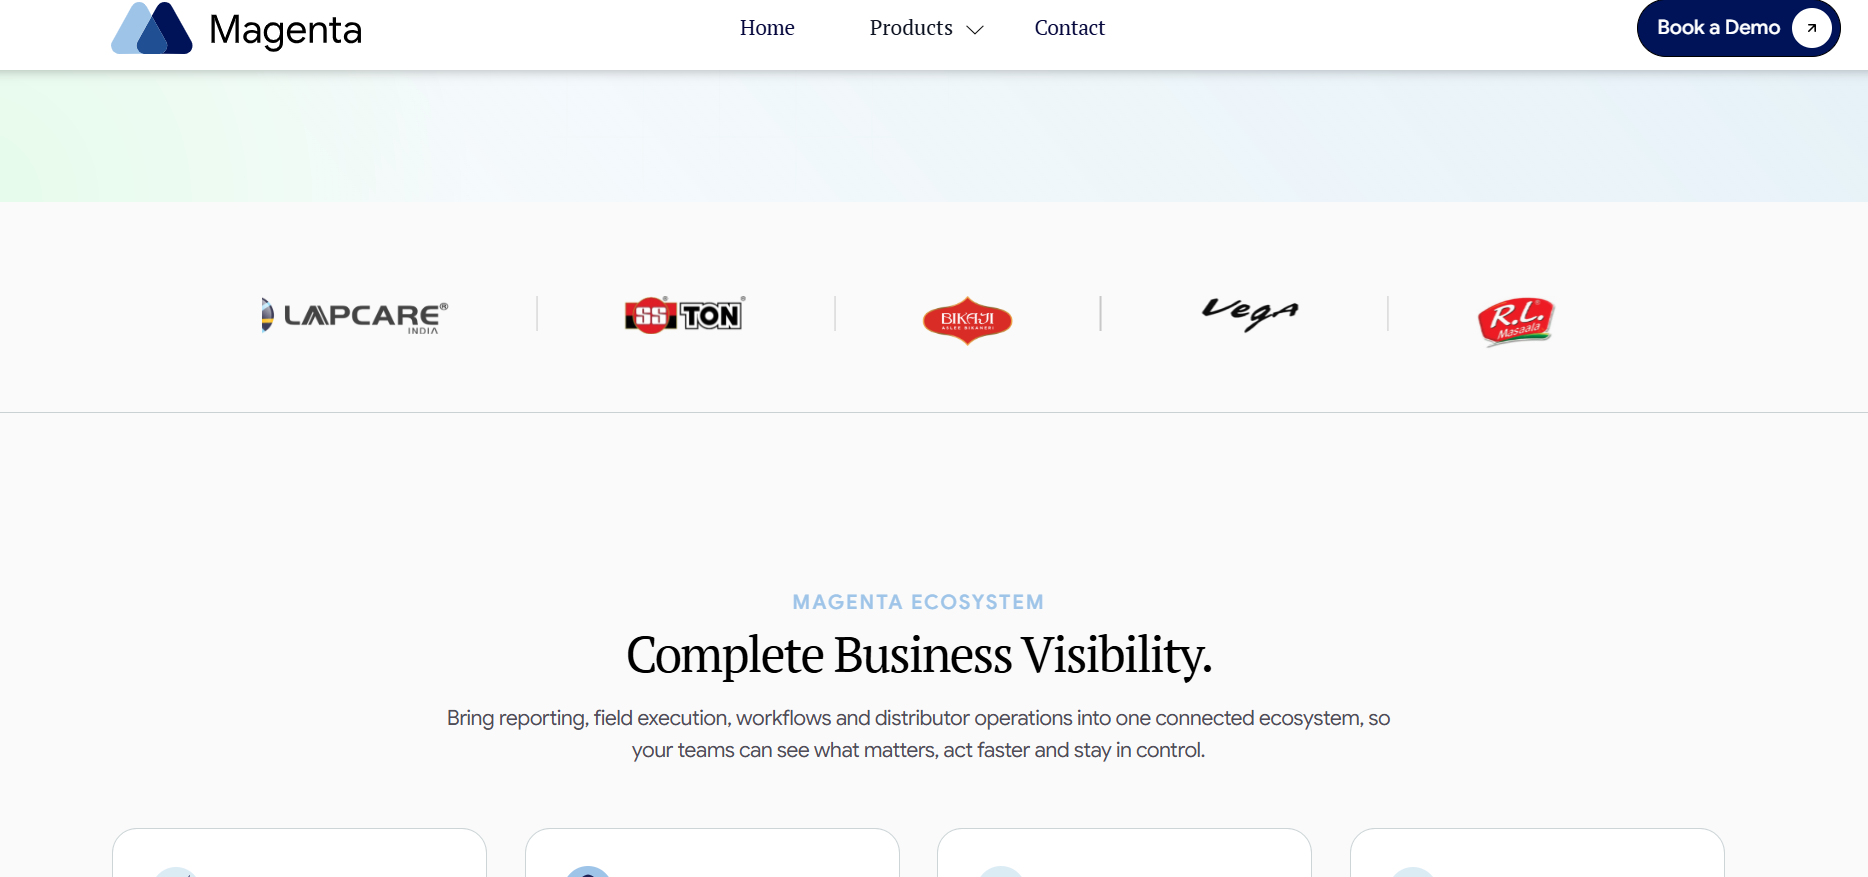 Magenta
Home
Products
Contact
Book a Demo
LAPCARE®
INDIA
SS TON
BIKAJI
ASLEE BIKANERI
Vega
R.L.
Masaala
MAGENTA ECOSYSTEM
Complete Business Visibility.
Bring reporting, field execution, workflows and distributor operations into one connected ecosystem, so
your teams can see what matters, act faster and stay in control.